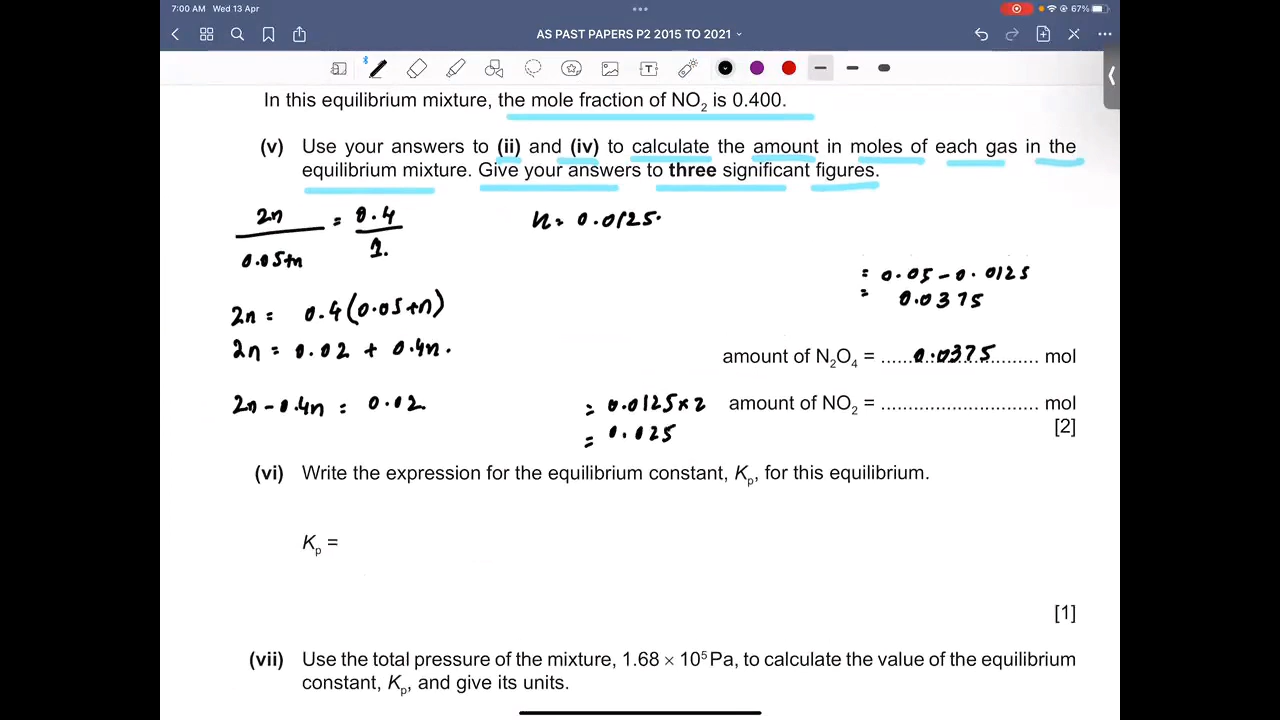 7:00 AM Wed 13 Apr
67%
AS PAST PAPERS P2 2015 TO 2021
In this equilibrium mixture, the mole fraction of NO₂ is 0.400.
(v) Use your answers to (ii) and (iv) to calculate the amount in moles of each gas in the
equilibrium mixture. Give your answers to three significant figures.
2n = 0.4
0.05+n 1.
n = 0.0125.
2n = 0.4(0.05+n)
2n = 0.02 + 0.4n.
2n - 0.4n = 0.02.
= 0.05 - 0.0125
= 0.0375
amount of N₂O₄ = ......0.0375........ mol
= 0.0125 x 2
= 0.025
amount of NO₂ = ............................ mol
[2]
(vi) Write the expression for the equilibrium constant, Kₚ, for this equilibrium.
Kₚ =
[1]
(vii) Use the total pressure of the mixture, 1.68 × 10⁵ Pa, to calculate the value of the equilibrium
constant, Kₚ, and give its units.